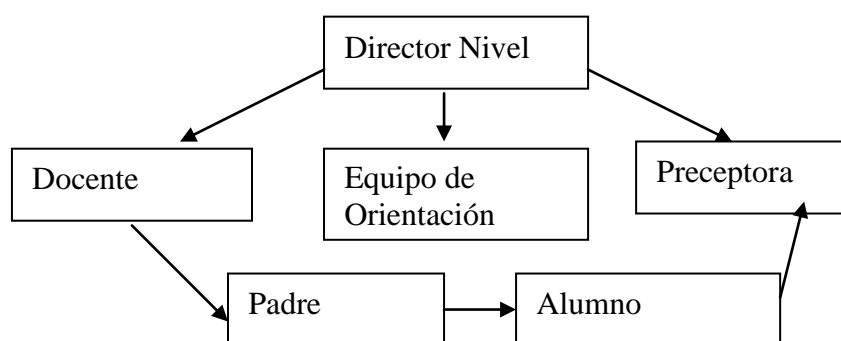 Director Nivel
Docente
Equipo de
Orientación
Preceptora
Padre
Alumno